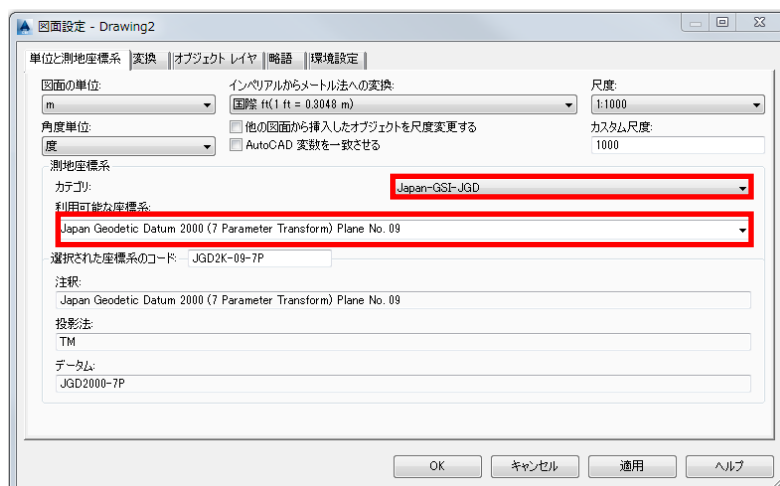 図面設定 - Drawing2
単位と測地座標系 変換 オブジェクト レイヤ 略語 環境設定
図面の単位: インペリアルからメートル法への変換: 尺度:
m 国際 ft(1 ft = 0.3048 m) 1:1000
角度単位: 他の図面から挿入したオブジェクトを尺度変更する カスタム尺度:
度 AutoCAD 変数を一致させる 1000
測地座標系
カテゴリ: Japan-GSI-JGD
利用可能な座標系:
Japan Geodetic Datum 2000 (7 Parameter Transform) Plane No. 09
選択された座標系のコード: JGD2K-09-7P
注釈:
Japan Geodetic Datum 2000 (7 Parameter Transform) Plane No. 09
投影法:
TM
データム:
JGD2000-7P
OK キャンセル 適用 ヘルプ